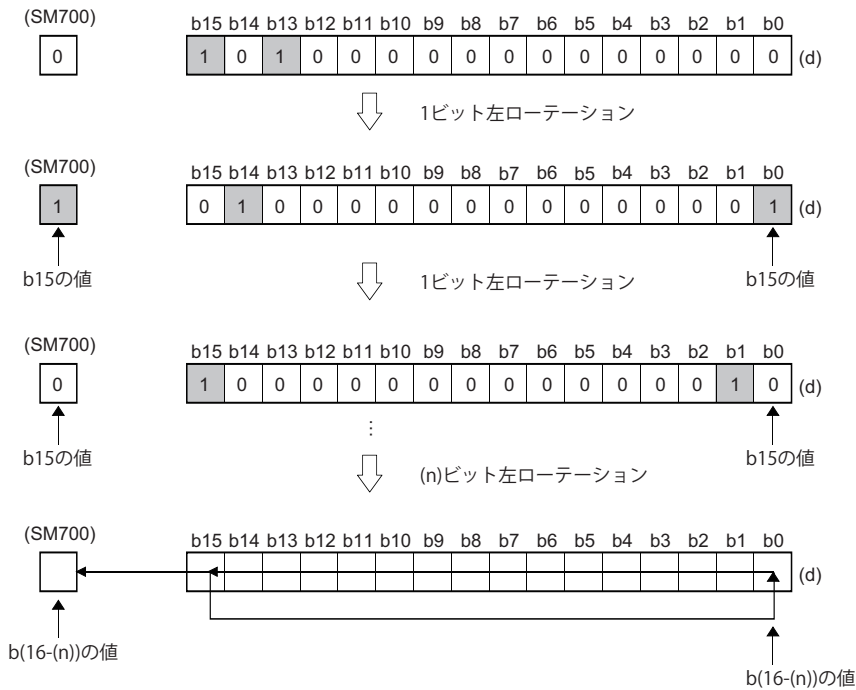 (SM700)
b15 b14 b13 b12 b11 b10 b9 b8 b7 b6 b5 b4 b3 b2 b1 b0
0 1 0 1 0 0 0 0 0 0 0 0 0 0 0 0 0 (d)
1ビット左ローテーション
(SM700)
b15 b14 b13 b12 b11 b10 b9 b8 b7 b6 b5 b4 b3 b2 b1 b0
1 0 1 0 0 0 0 0 0 0 0 0 0 0 0 0 1 (d)
b15の値 b15の値
1ビット左ローテーション
(SM700)
b15 b14 b13 b12 b11 b10 b9 b8 b7 b6 b5 b4 b3 b2 b1 b0
0 1 0 0 0 0 0 0 0 0 0 0 0 0 0 1 0 (d)
b15の値 b15の値
⋮
(n)ビット左ローテーション
(SM700)
b15 b14 b13 b12 b11 b10 b9 b8 b7 b6 b5 b4 b3 b2 b1 b0
(d)
b(16-(n))の値
b(16-(n))の値